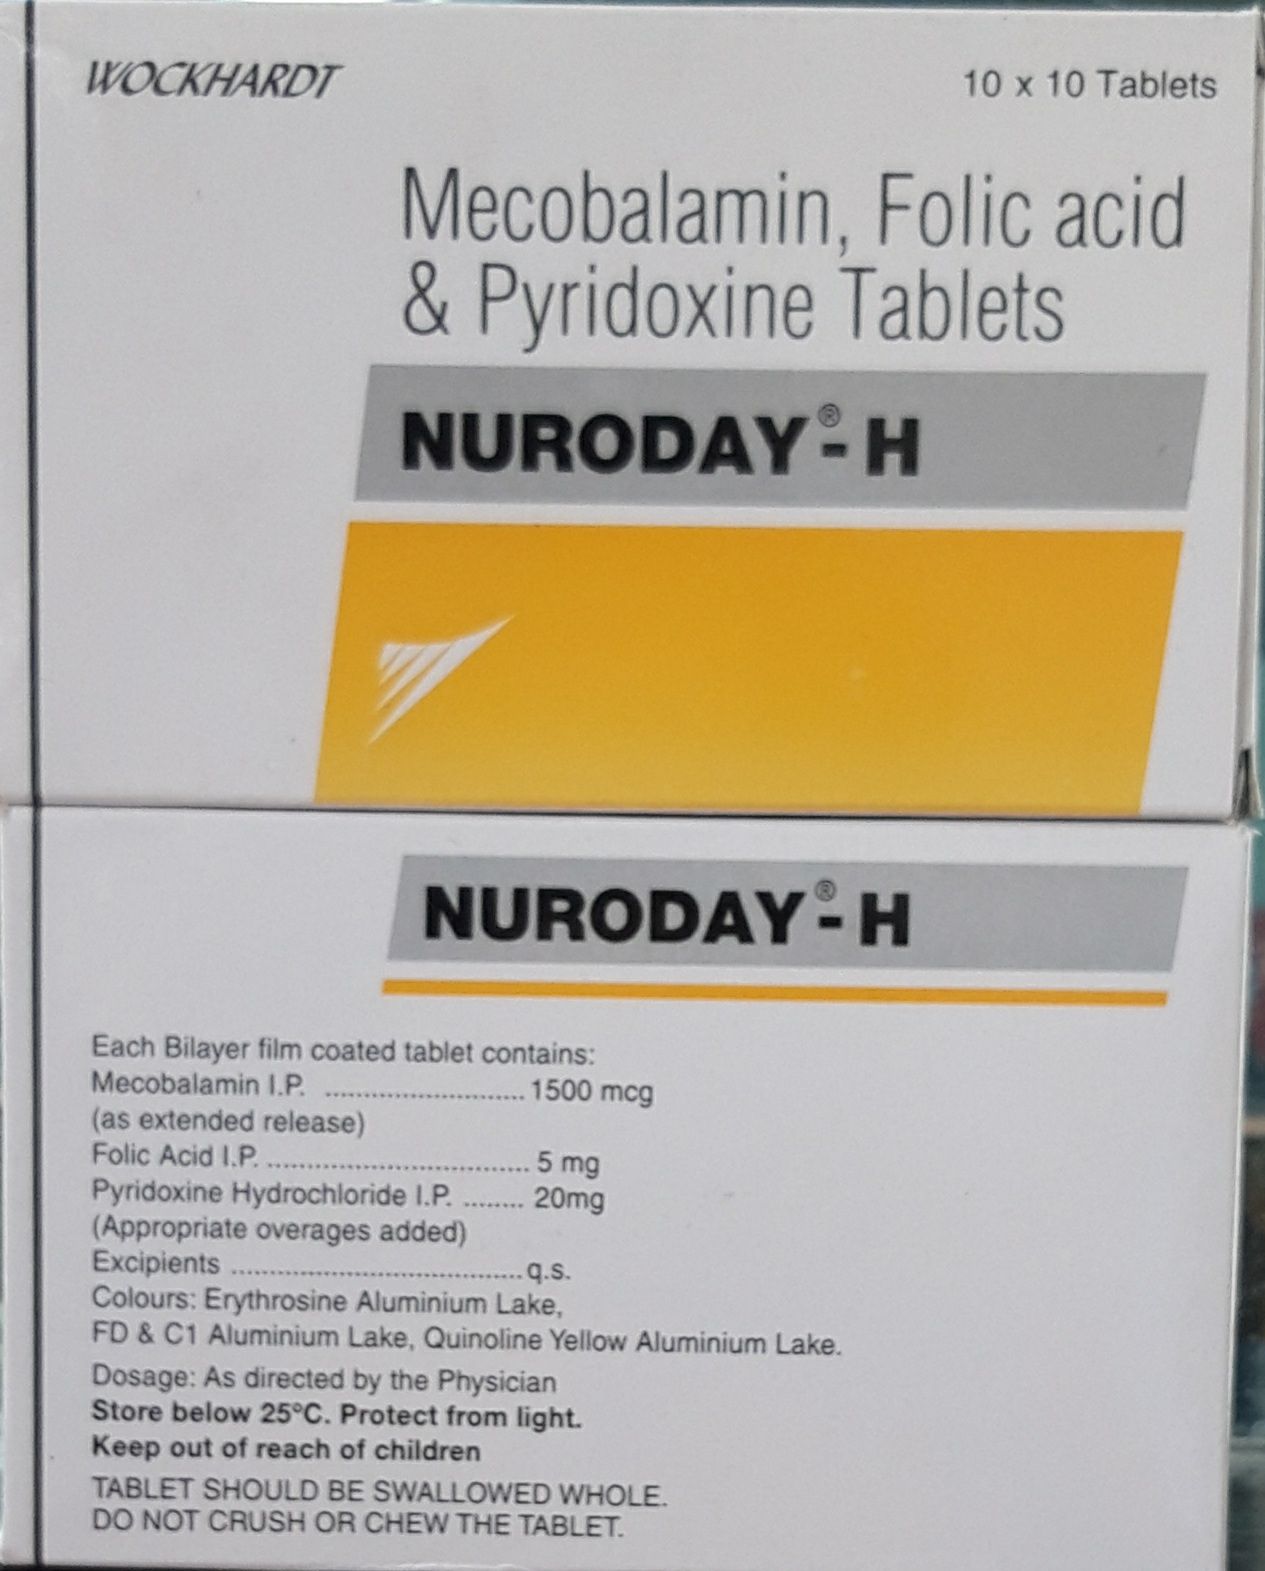 WOCKHARDT
10 x 10 Tablets
Mecobalamin, Folic acid
& Pyridoxine Tablets
NURODAY®- H
NURODAY®- H
Each Bilayer film coated tablet contains:
Mecobalamin I.P. .......................... 1500 mcg
(as extended release)
Folic Acid I.P. .................................. 5 mg
Pyridoxine Hydrochloride I.P. ........ 20mg
(Appropriate overages added)
Excipients ...................................... q.s.
Colours: Erythrosine Aluminium Lake,
FD & C1 Aluminium Lake, Quinoline Yellow Aluminium Lake.
Dosage: As directed by the Physician
Store below 25°C. Protect from light.
Keep out of reach of children
TABLET SHOULD BE SWALLOWED WHOLE.
DO NOT CRUSH OR CHEW THE TABLET.